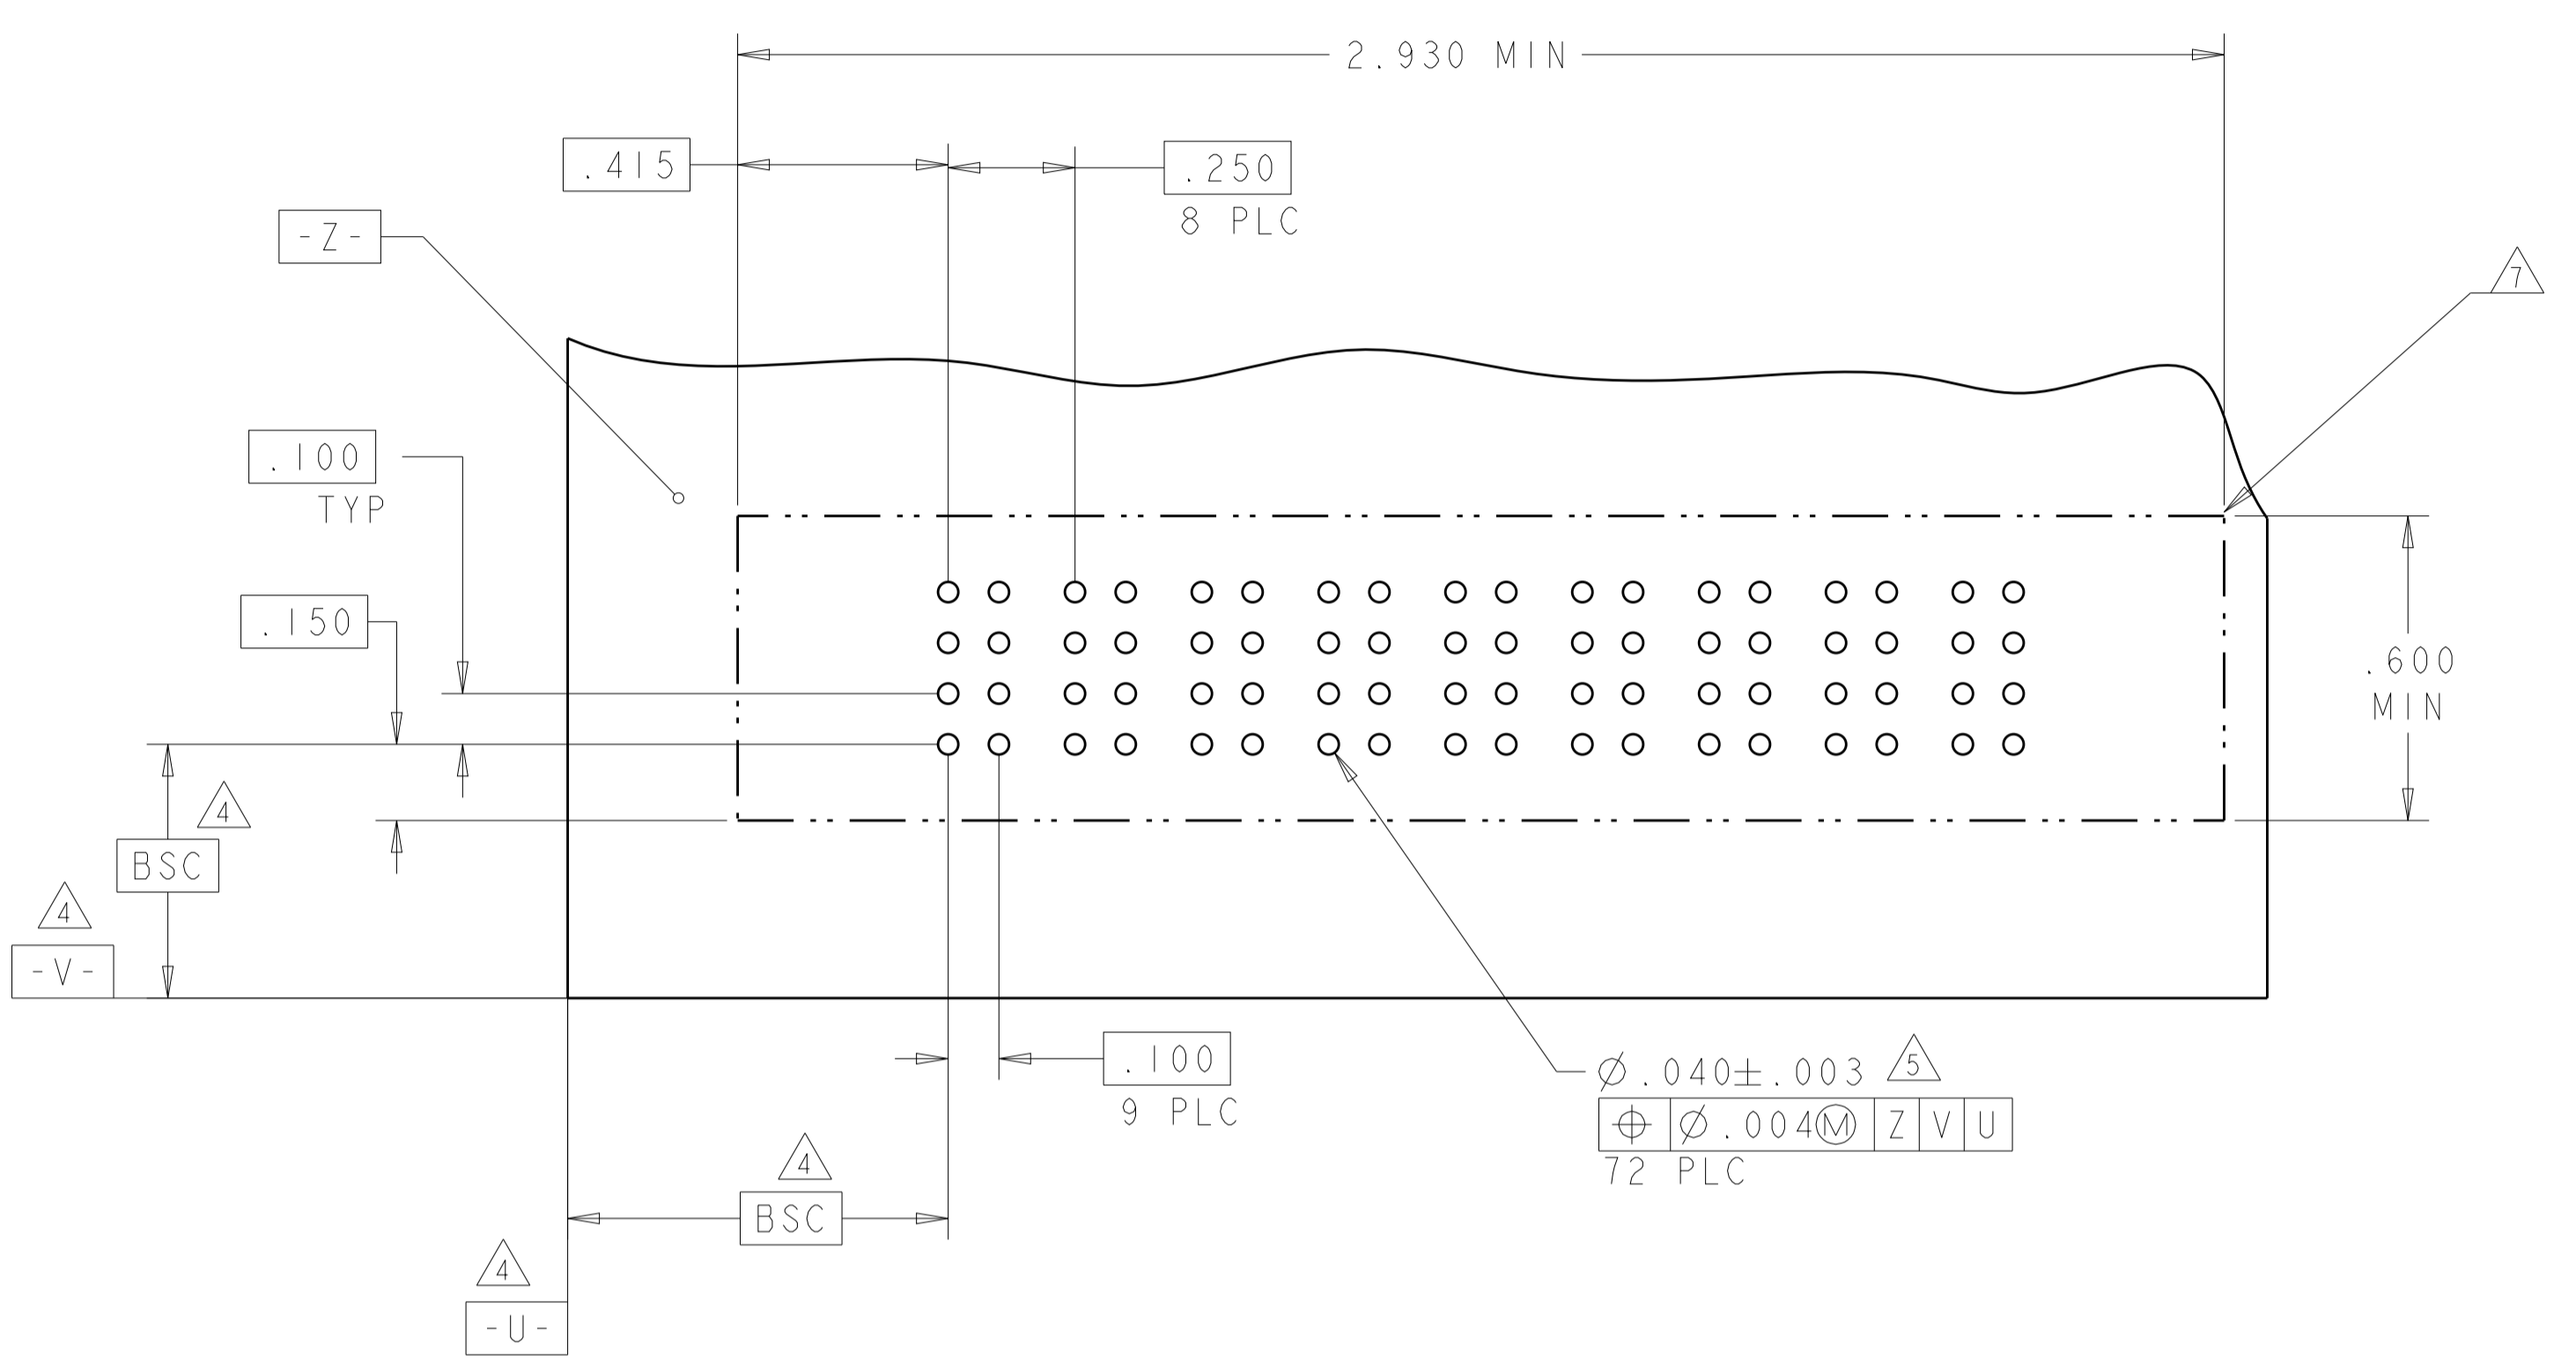 2.930 MIN
.415
.250
8 PLC
-Z-
7
.100
TYP
.150
.600
MIN
4
BSC
4
-V-
.100
9 PLC
⌀.040±.003 5
⌖ ⌀.004Ⓜ Z V U
72 PLC
4
BSC
4
-U-